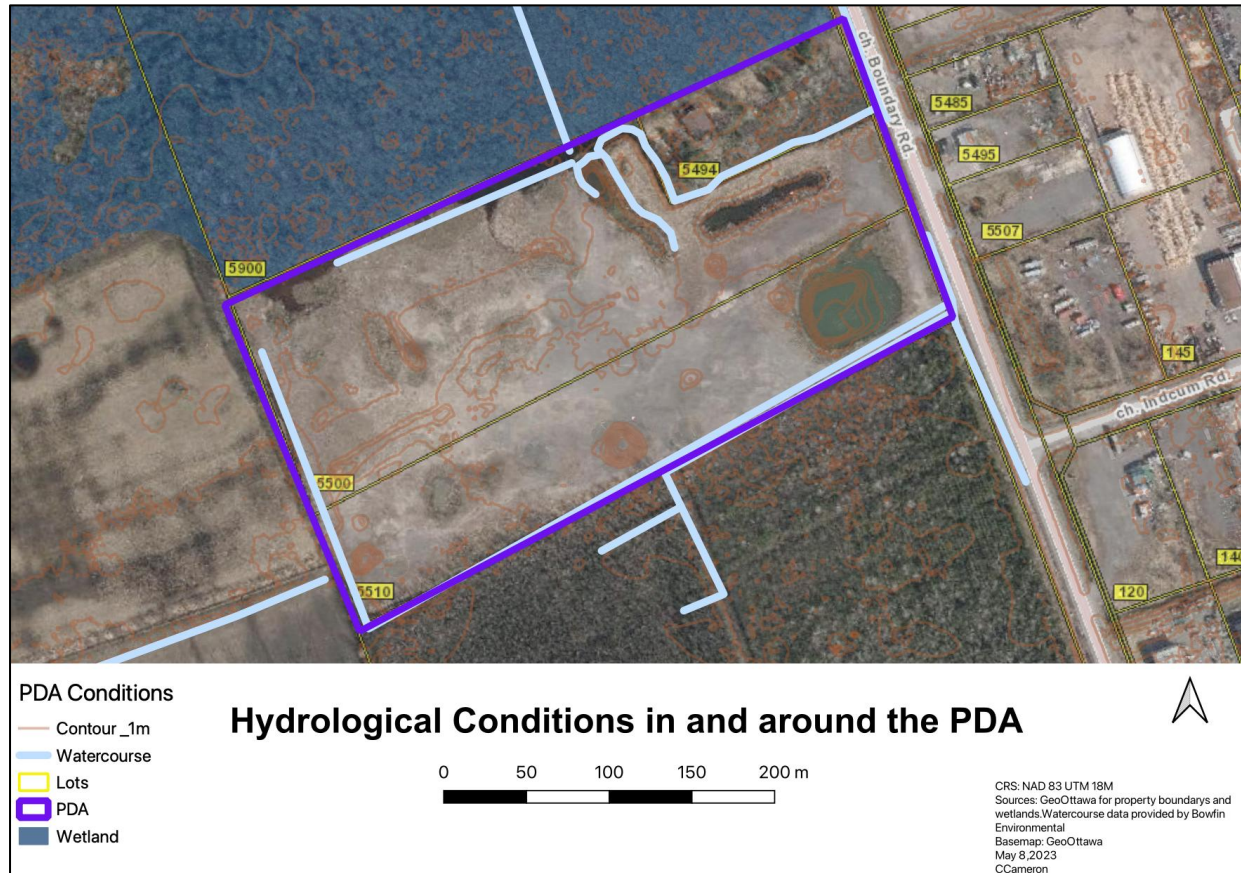 ch. Boundary Rd.
5485
5495
5494
5507
5900
145
ch. Indcum Rd.
5500
5510
120
140
PDA Conditions
Contour _1m
Watercourse
Lots
PDA
Wetland
Hydrological Conditions in and around the PDA
0 50 100 150 200 m
CRS: NAD 83 UTM 18M
Sources: GeoOttawa for property boundarys and
wetlands.Watercourse data provided by Bowfin
Environmental
Basemap: GeoOttawa
May 8,2023
CCameron